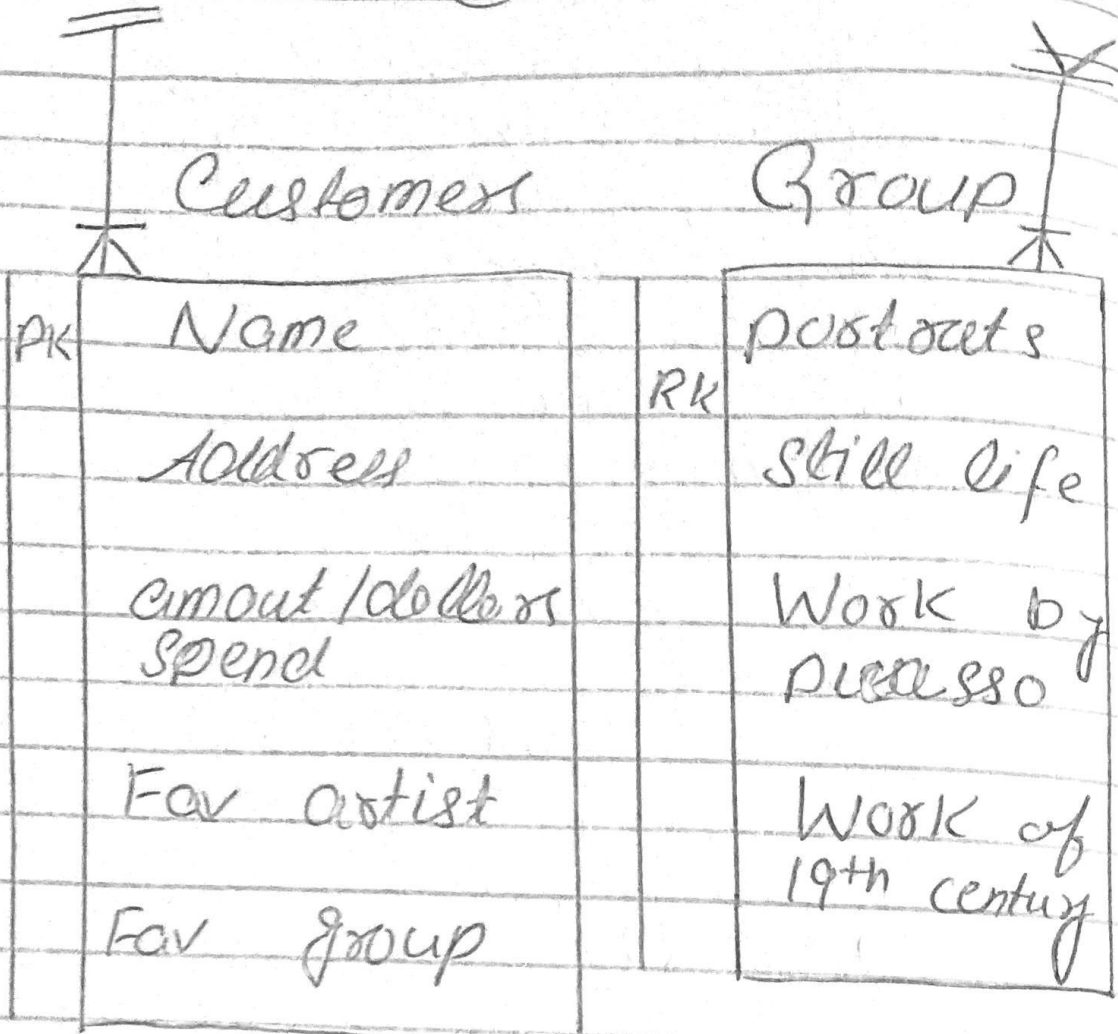 Customers
PK
Name
Address
amout/dollers
spend
Fav artist
Fav group
Group
RK
portraits
Still life
Work by
picasso
Work of
19th century